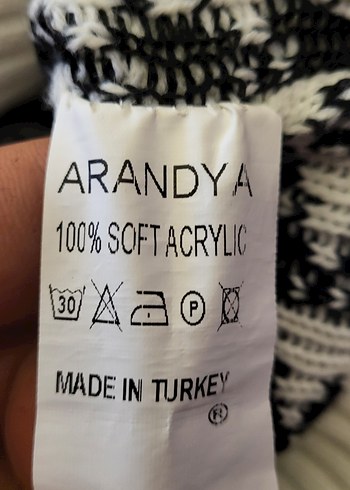 ARANDYA
100% SOFT ACRYLIC
30 P
MADE IN TURKEY
®